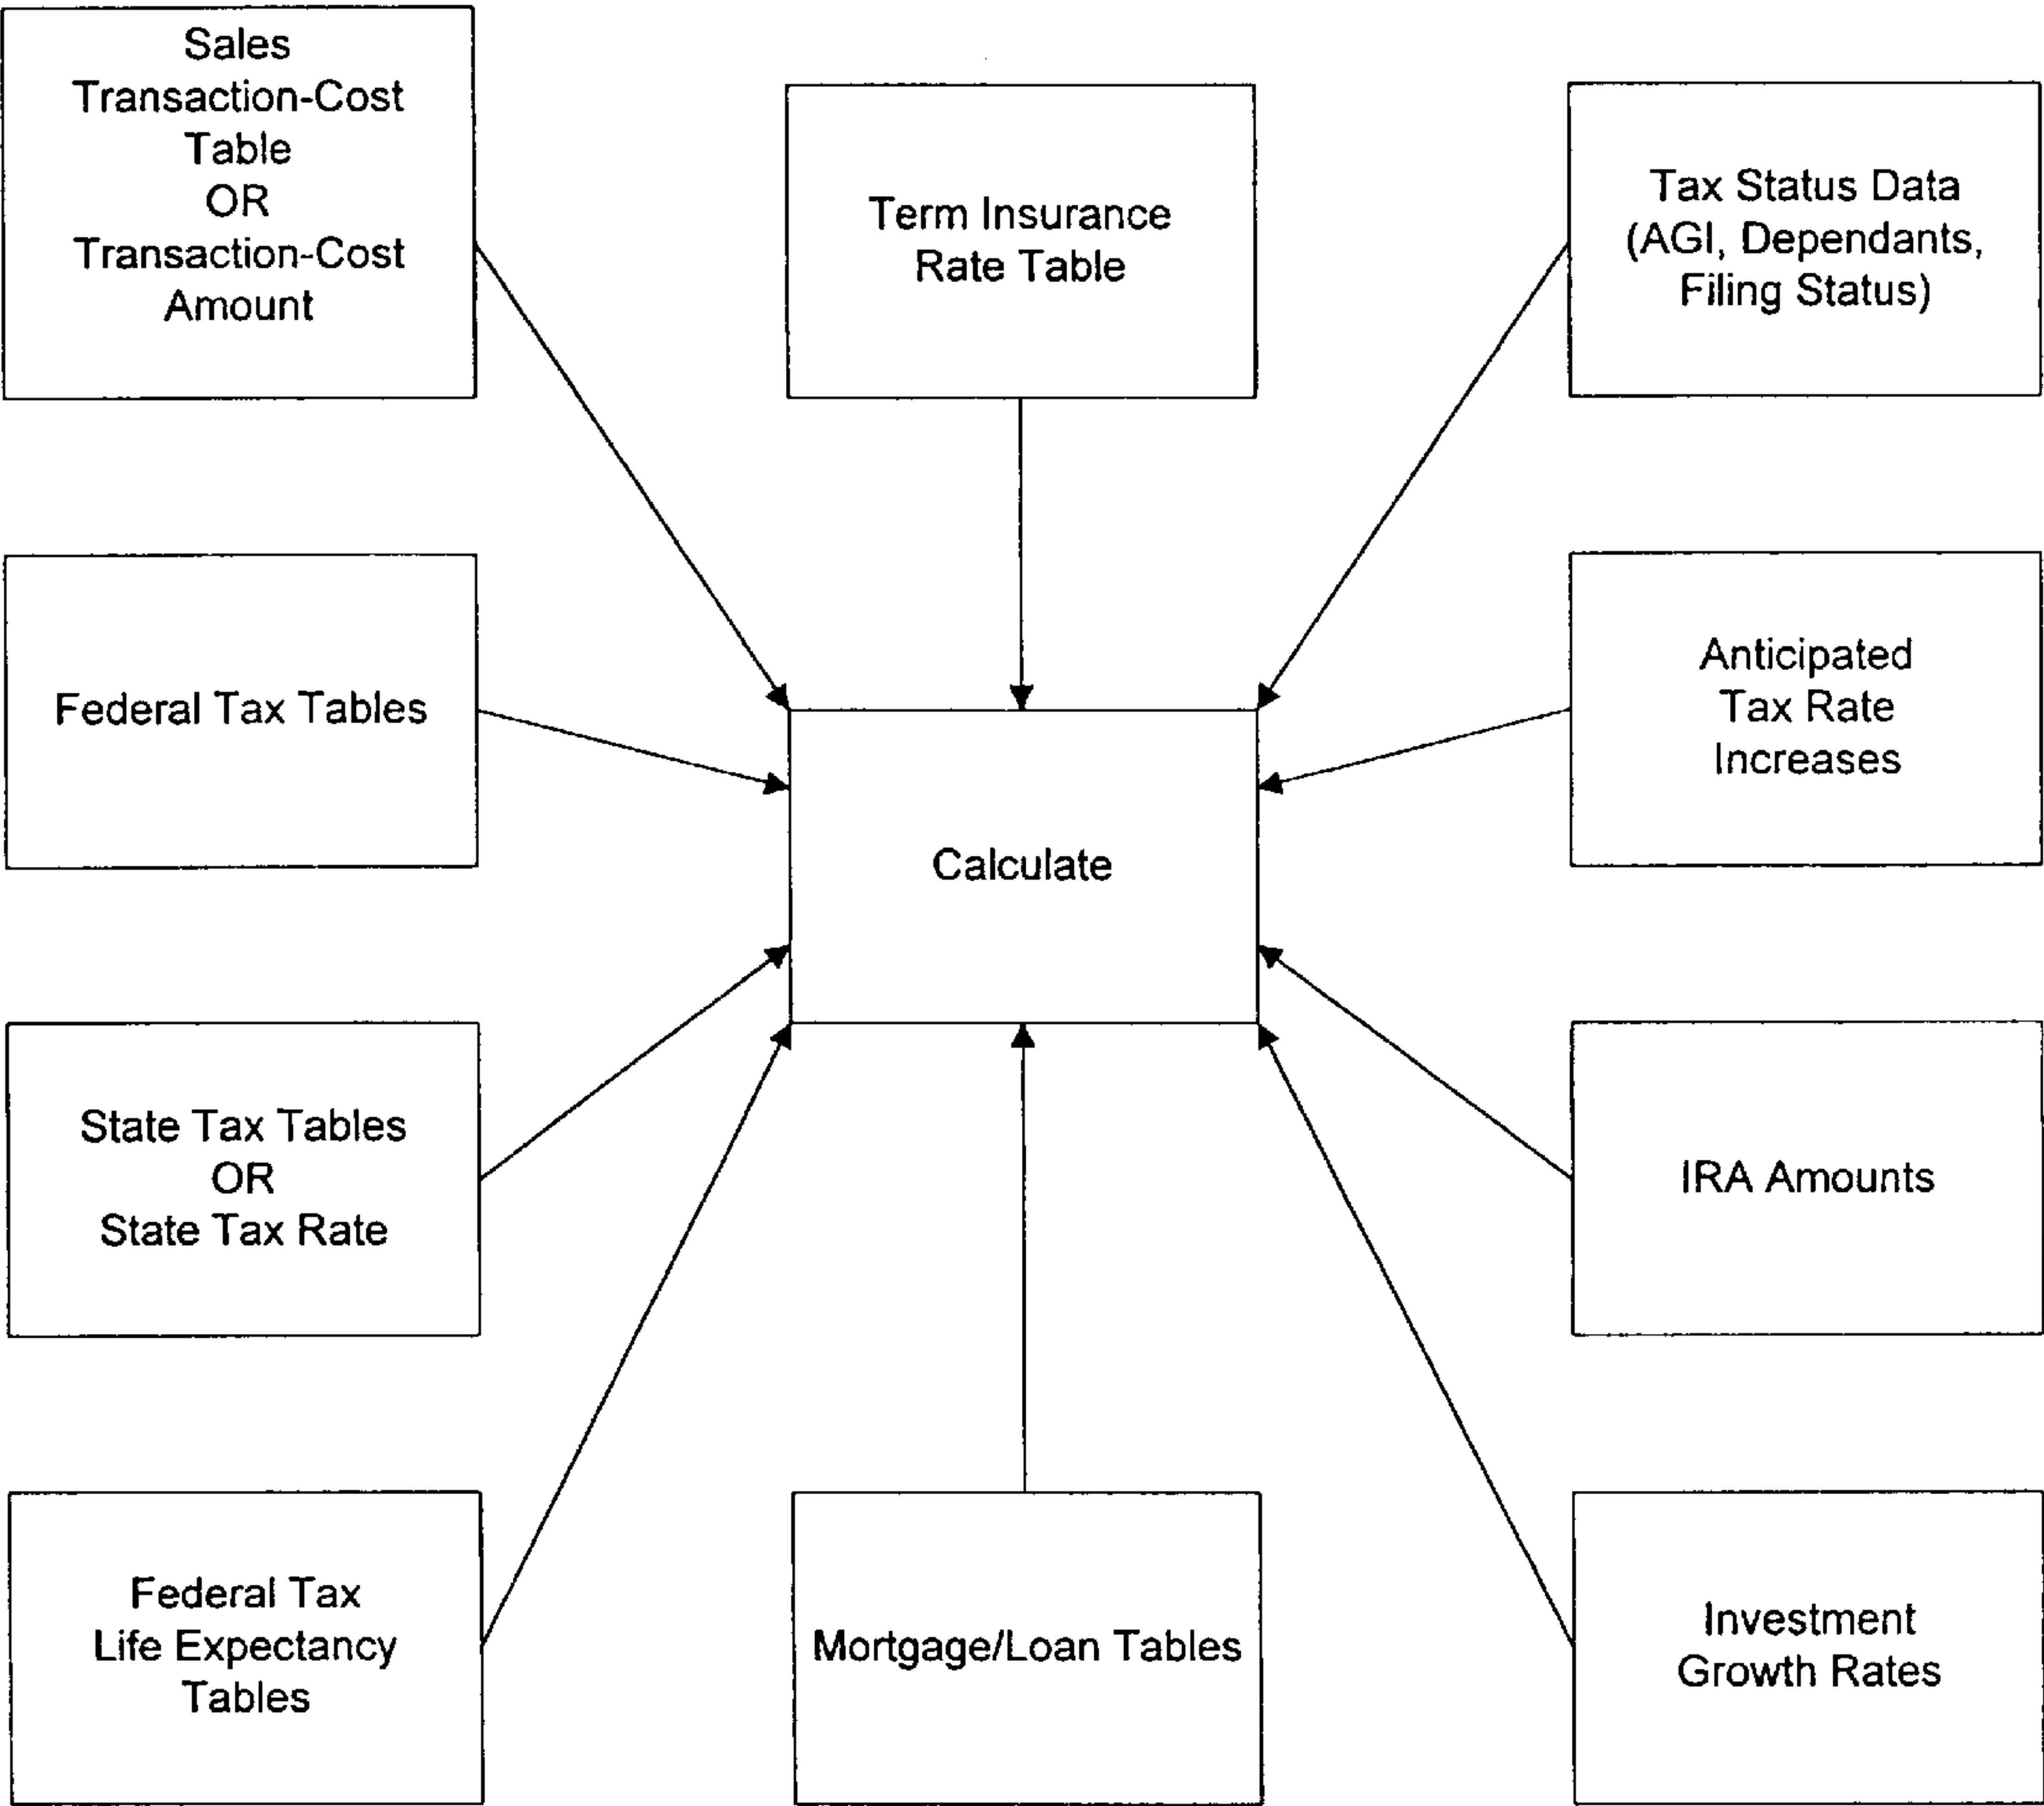 Sales
Transaction-Cost
Table
OR
Transaction-Cost
Amount
Term Insurance
Rate Table
Tax Status Data
(AGI, Dependants,
Filing Status)
Federal Tax Tables
Anticipated
Tax Rate
Increases
Calculate
State Tax Tables
OR
State Tax Rate
IRA Amounts
Federal Tax
Life Expectancy
Tables
Mortgage/Loan Tables
Investment
Growth Rates